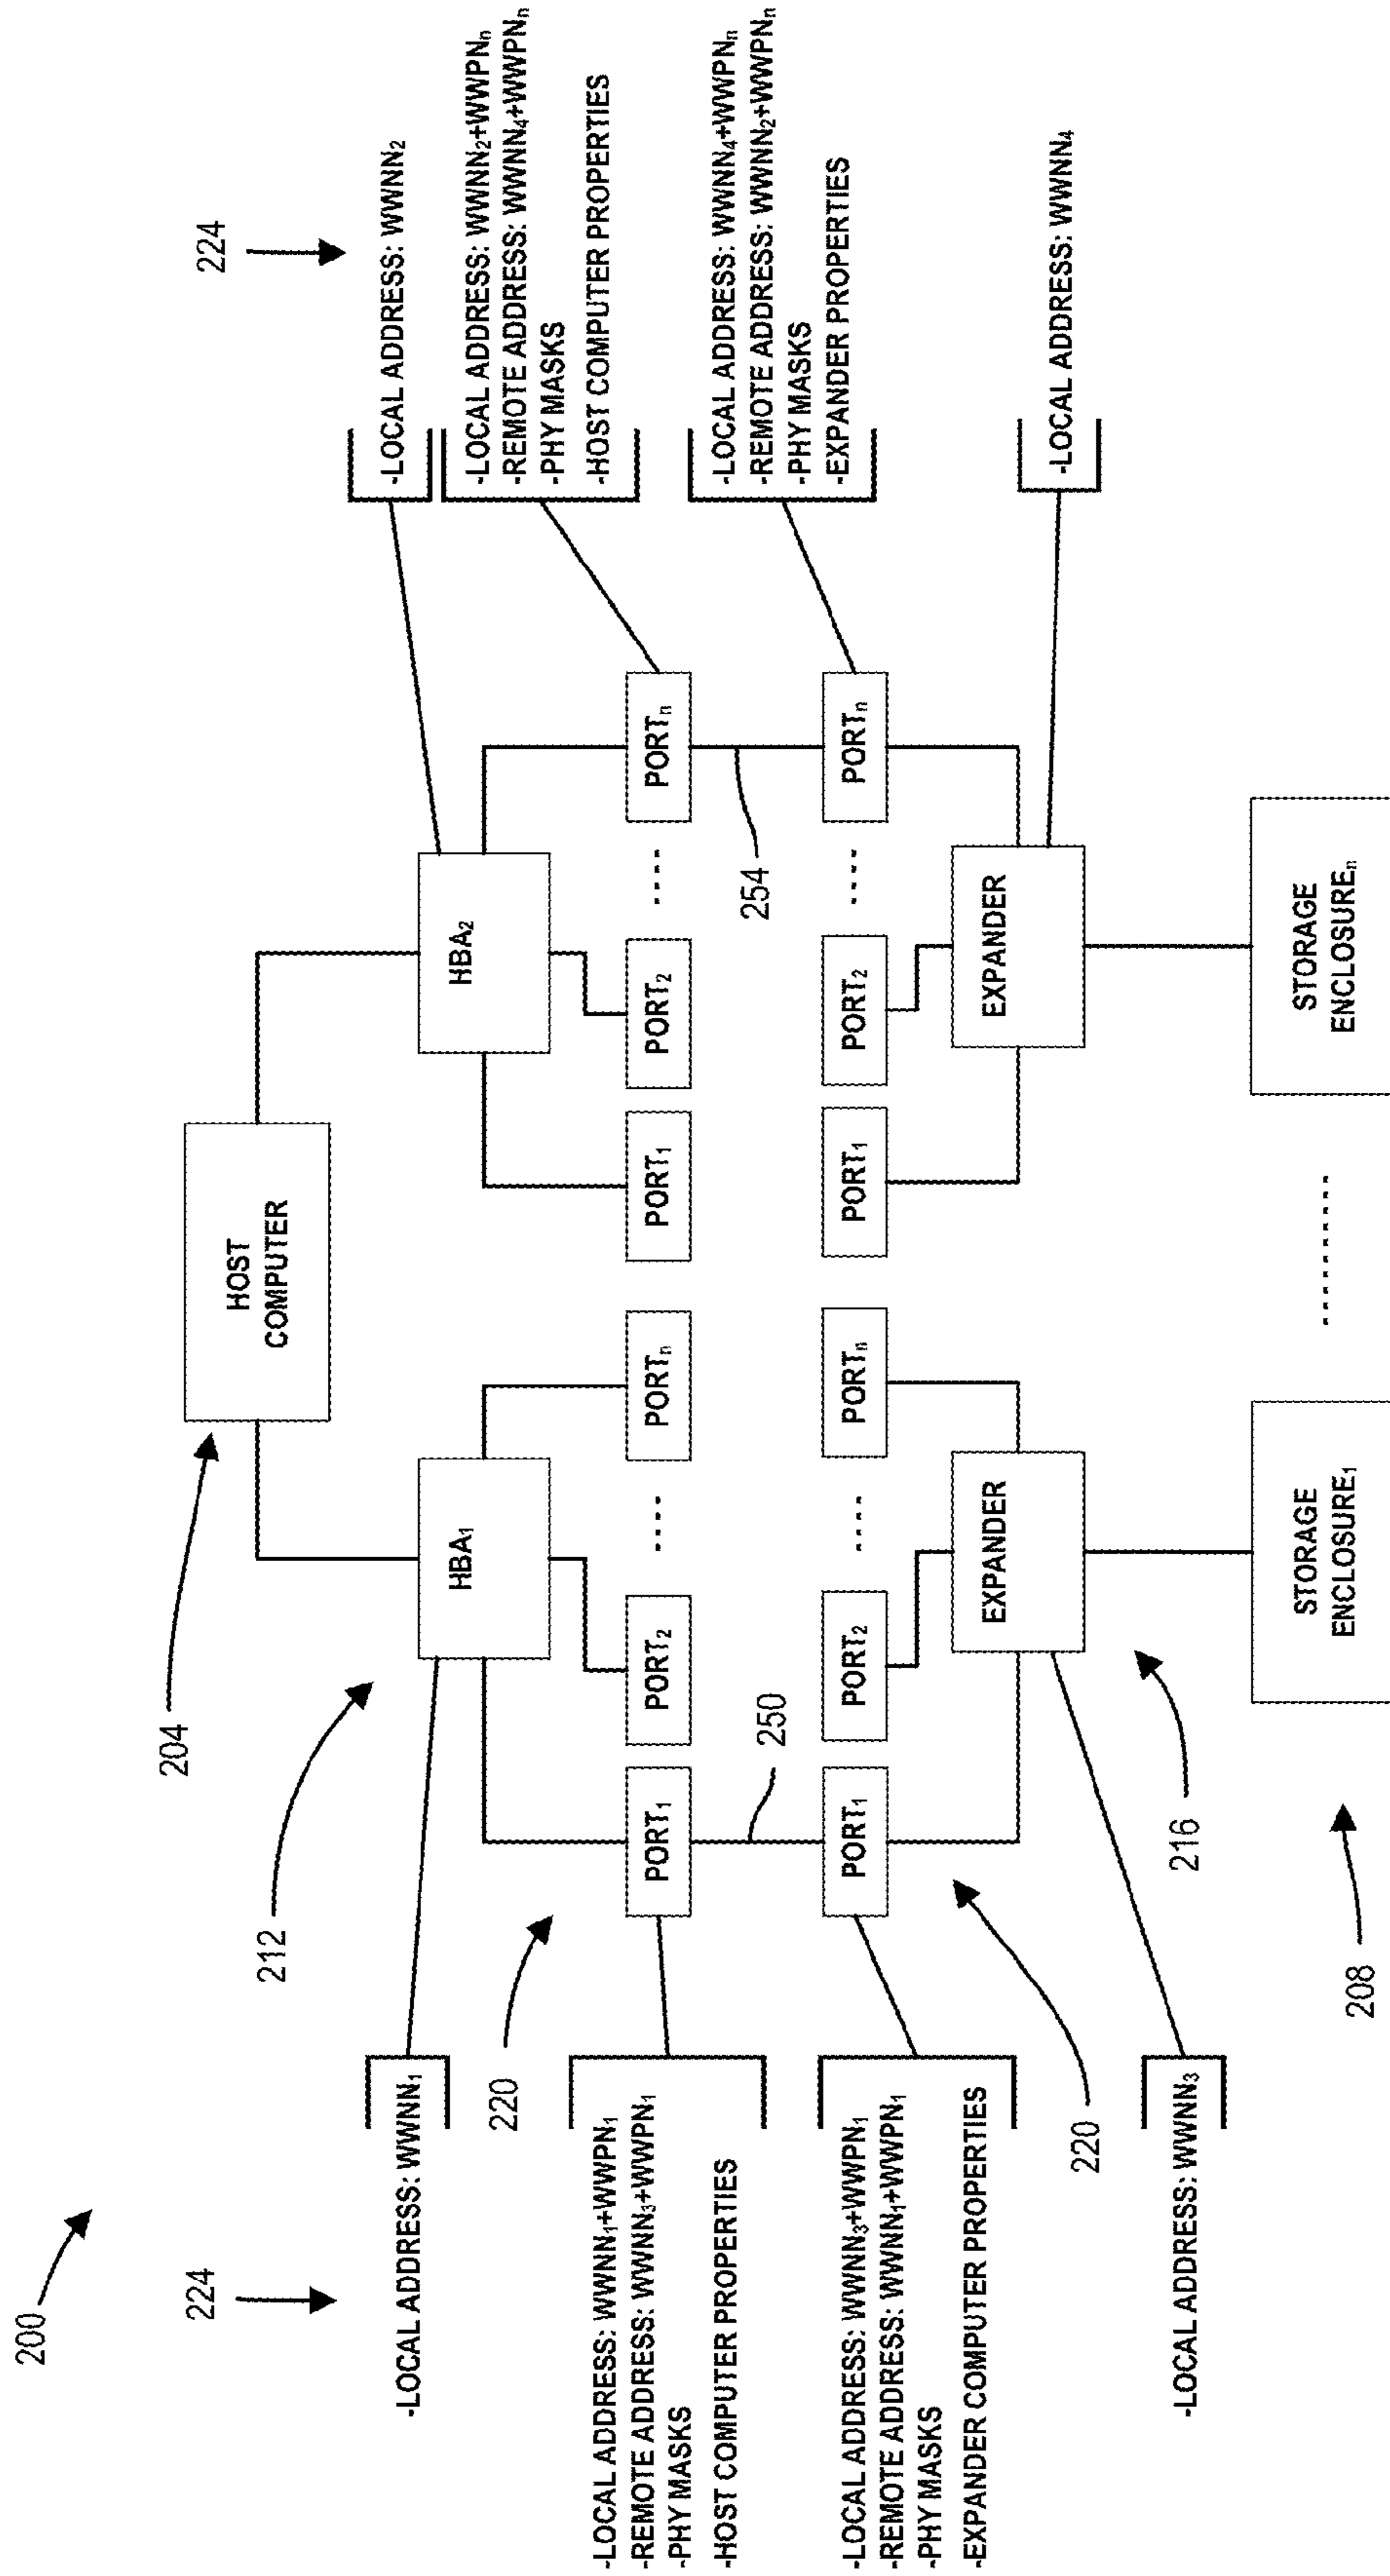 200
224
224
204
HOST
COMPUTER
212
-LOCAL ADDRESS: WWNN₁
-LOCAL ADDRESS: WWNN₂
HBA₁
HBA₂
220
-LOCAL ADDRESS: WWNN₁+WWPN₁
-REMOTE ADDRESS: WWNN₃+WWPN₁
-PHY MASKS
-HOST COMPUTER PROPERTIES
-LOCAL ADDRESS: WWNN₂+WWPNₙ
-REMOTE ADDRESS: WWNN₄+WWPNₙ
-PHY MASKS
-HOST COMPUTER PROPERTIES
PORT₁
PORT₂
....
PORTₙ
PORT₁
PORT₂
....
PORTₙ
250
254
-LOCAL ADDRESS: WWNN₃+WWPN₁
-REMOTE ADDRESS: WWNN₁+WWPN₁
-PHY MASKS
-EXPANDER COMPUTER PROPERTIES
-LOCAL ADDRESS: WWNN₄+WWPNₙ
-REMOTE ADDRESS: WWNN₂+WWPNₙ
-PHY MASKS
-EXPANDER PROPERTIES
PORT₁
PORT₂
....
PORTₙ
PORT₁
PORT₂
....
PORTₙ
220
EXPANDER
EXPANDER
216
-LOCAL ADDRESS: WWNN₃
-LOCAL ADDRESS: WWNN₄
208
STORAGE
ENCLOSURE₁
..........
STORAGE
ENCLOSUREₙ